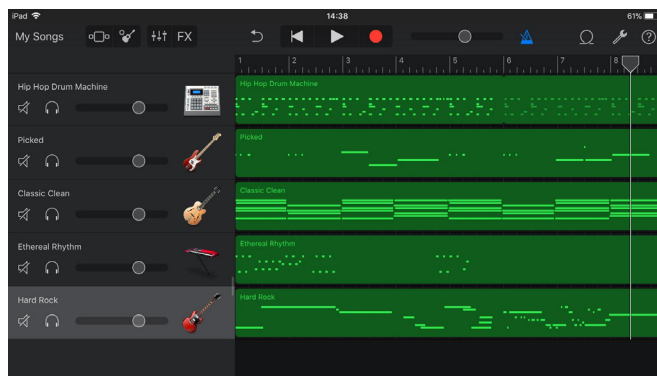 iPad 14:38 61%
My Songs FX
1 2 3 4 5 6 7 8
Hip Hop Drum Machine
Hip Hop Drum Machine
Picked
Picked
Classic Clean
Classic Clean
Ethereal Rhythm
Ethereal Rhythm
Hard Rock
Hard Rock